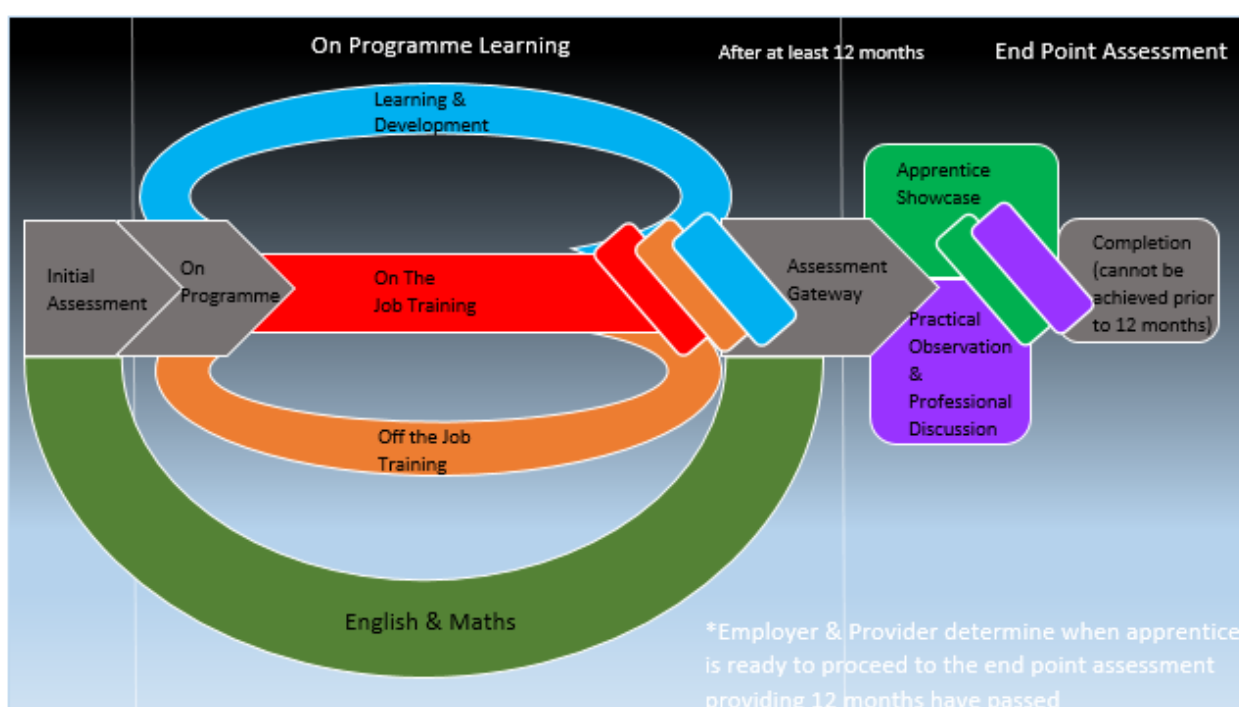 On Programme Learning
After at least 12 months
End Point Assessment
Learning &
Development
Apprentice
Showcase
Initial
Assessment
On
Programme
On The
Job Training
Assessment
Gateway
Completion
(cannot be
achieved prior
to 12 months)
Practical
Observation
&
Professional
Discussion
Off the Job
Training
English & Maths
*Employer & Provider determine when apprentice
is ready to proceed to the end point assessment
providing 12 months have passed